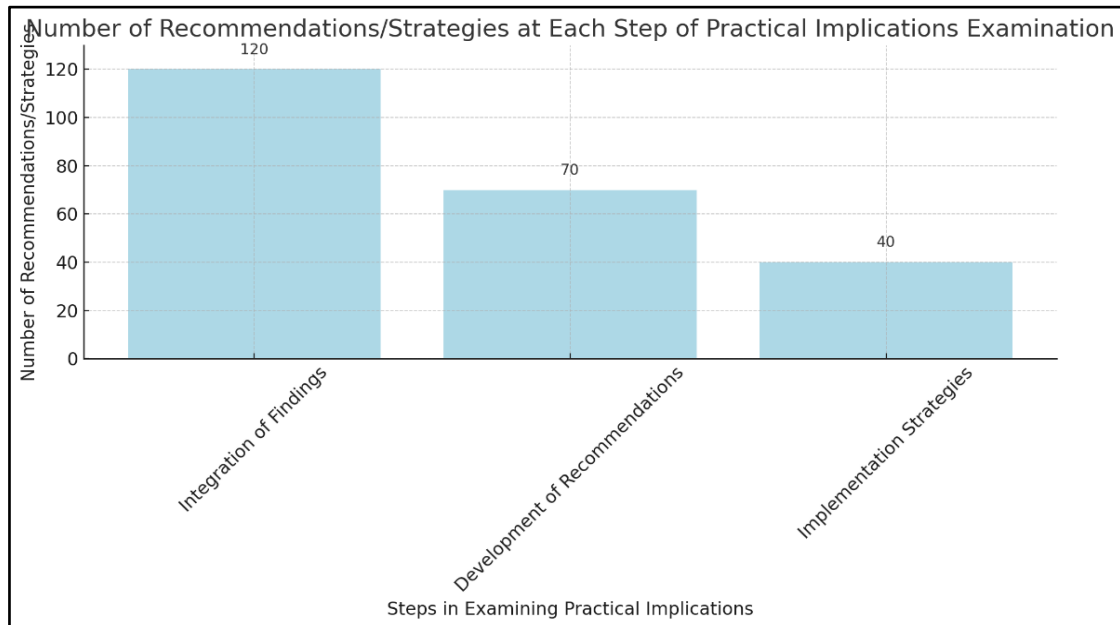 Number of Recommendations/Strategies at Each Step of Practical Implications Examination
Number of Recommendations/Strategies
120
100
80
60
40
20
0
120
70
40
Integration of Findings
Development of Recommendations
Implementation Strategies
Steps in Examining Practical Implications